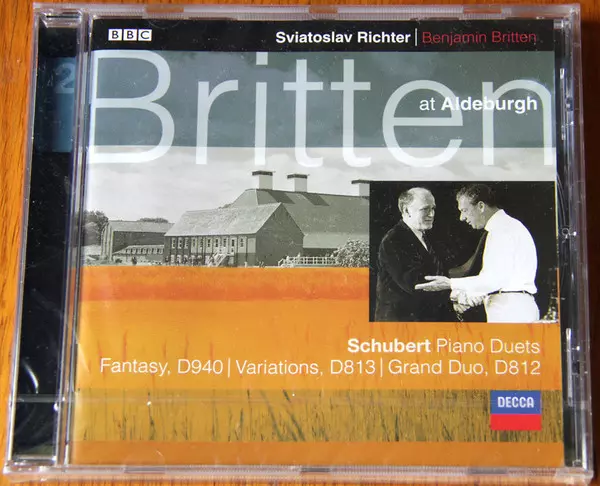 BBC
Sviatoslav Richter | Benjamin Britten
Britten
at Aldeburgh
2
Schubert Piano Duets
Fantasy, D940 | Variations, D813 | Grand Duo, D812
DECCA